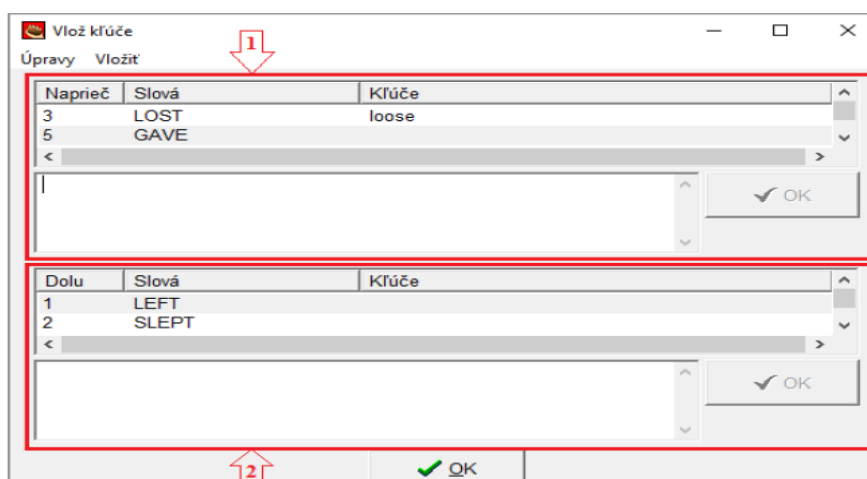 Vlož kľúče
1
Úpravy Vložiť
Naprieč Slová Kľúče
3 LOST loose
5 GAVE
OK
Dolu Slová Kľúče
1 LEFT
2 SLEPT
OK
2 OK